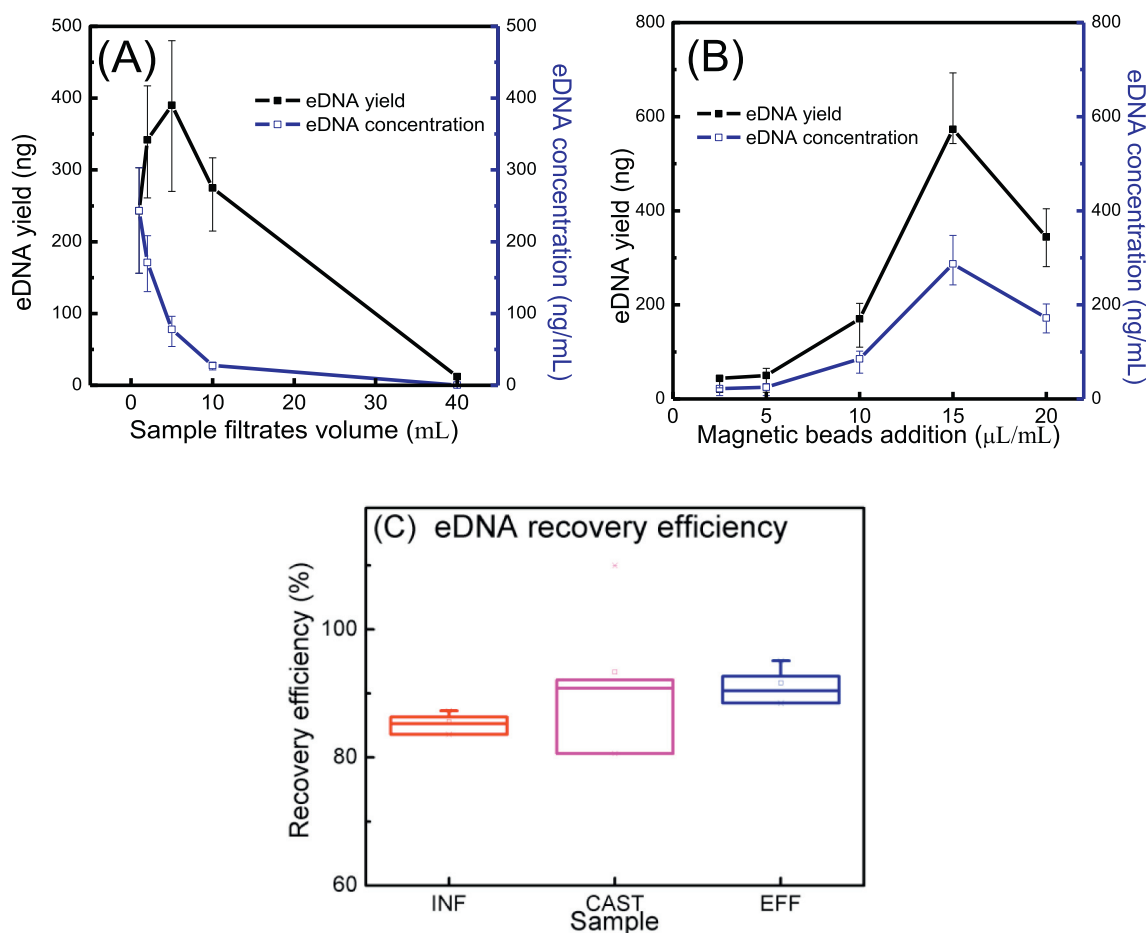 (A)
eDNA yield
eDNA concentration
500
400
300
200
100
0
eDNA yield (ng)
500
400
300
200
100
0
eDNA concentration (ng/mL)
0
10
20
30
40
Sample filtrates volume (mL)
(B)
eDNA yield
eDNA concentration
800
600
400
200
0
eDNA yield (ng)
800
600
400
200
0
eDNA concentration (ng/mL)
0
5
10
15
20
Magnetic beads addition (μL/mL)
(C) eDNA recovery efficiency
100
80
60
Recovery efficiency (%)
INF
CAST
EFF
Sample